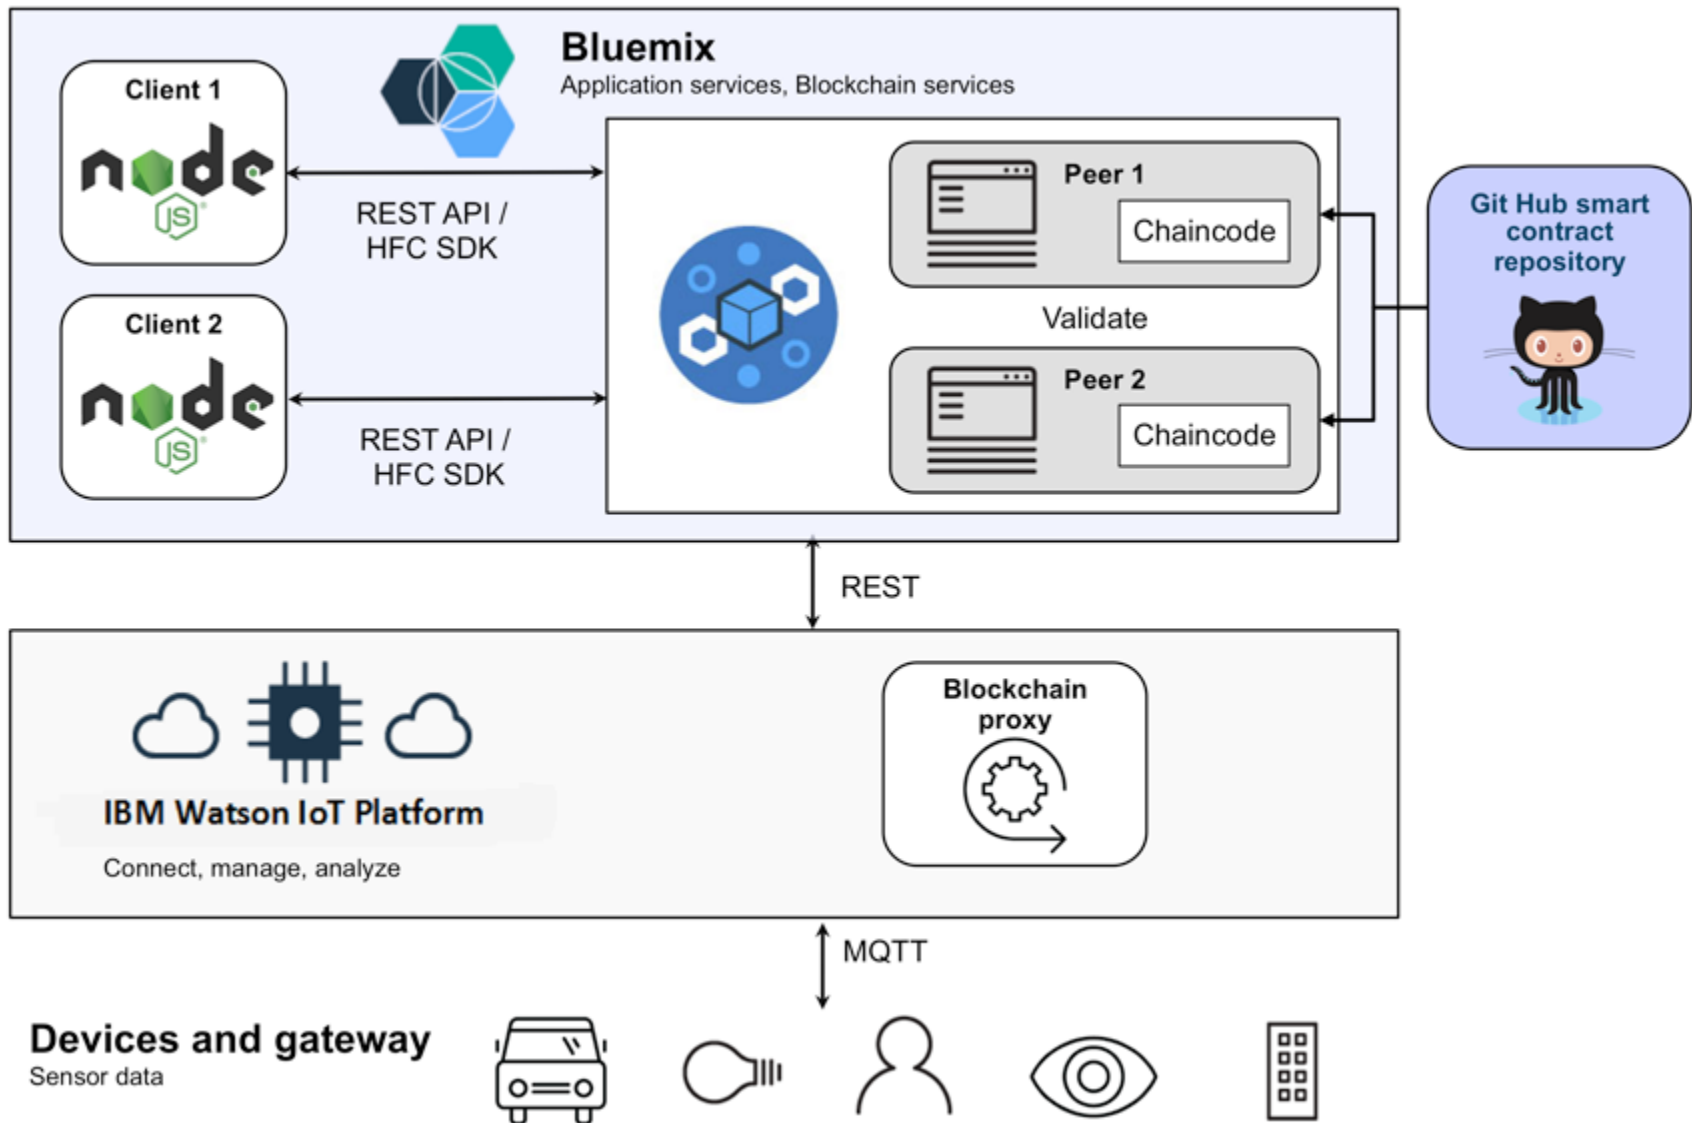 Bluemix
Application services, Blockchain services
Client 1
node
JS
REST API /
HFC SDK
Client 2
node
JS
REST API /
HFC SDK
Peer 1
Chaincode
Validate
Peer 2
Chaincode
Git Hub smart
contract
repository
REST
IBM Watson IoT Platform
Connect, manage, analyze
Blockchain
proxy
MQTT
Devices and gateway
Sensor data